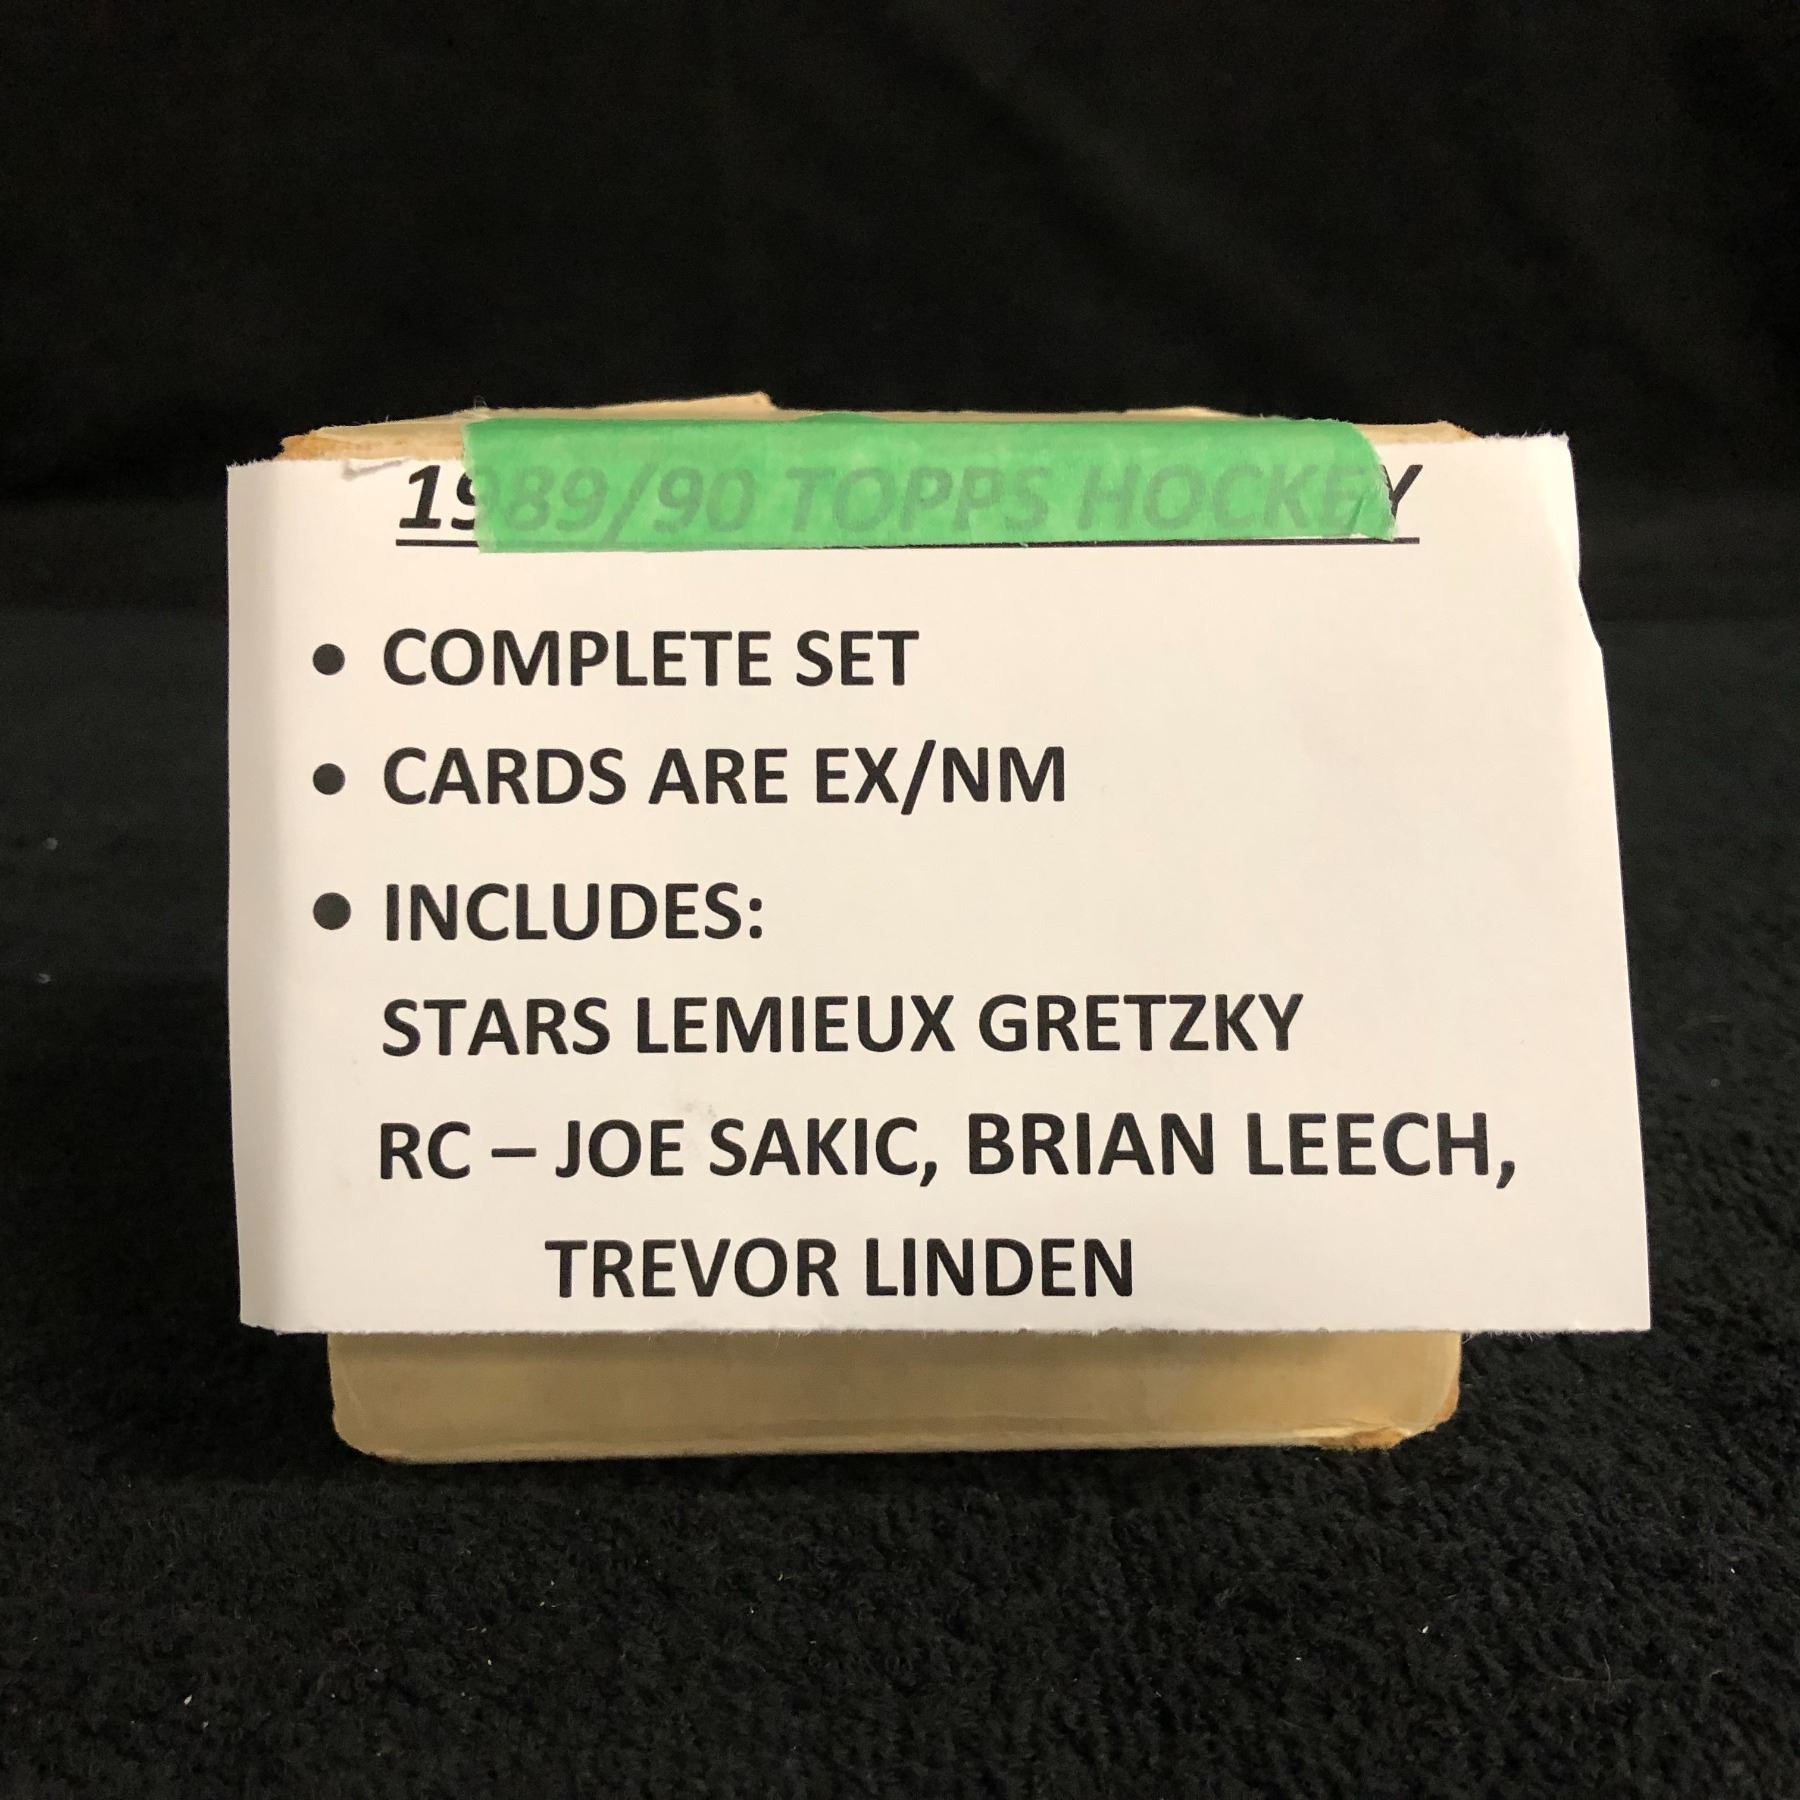 1989/90 TOPPS HOCKEY
• COMPLETE SET
• CARDS ARE EX/NM
• INCLUDES:
STARS LEMIEUX GRETZKY
RC – JOE SAKIC, BRIAN LEECH,
TREVOR LINDEN